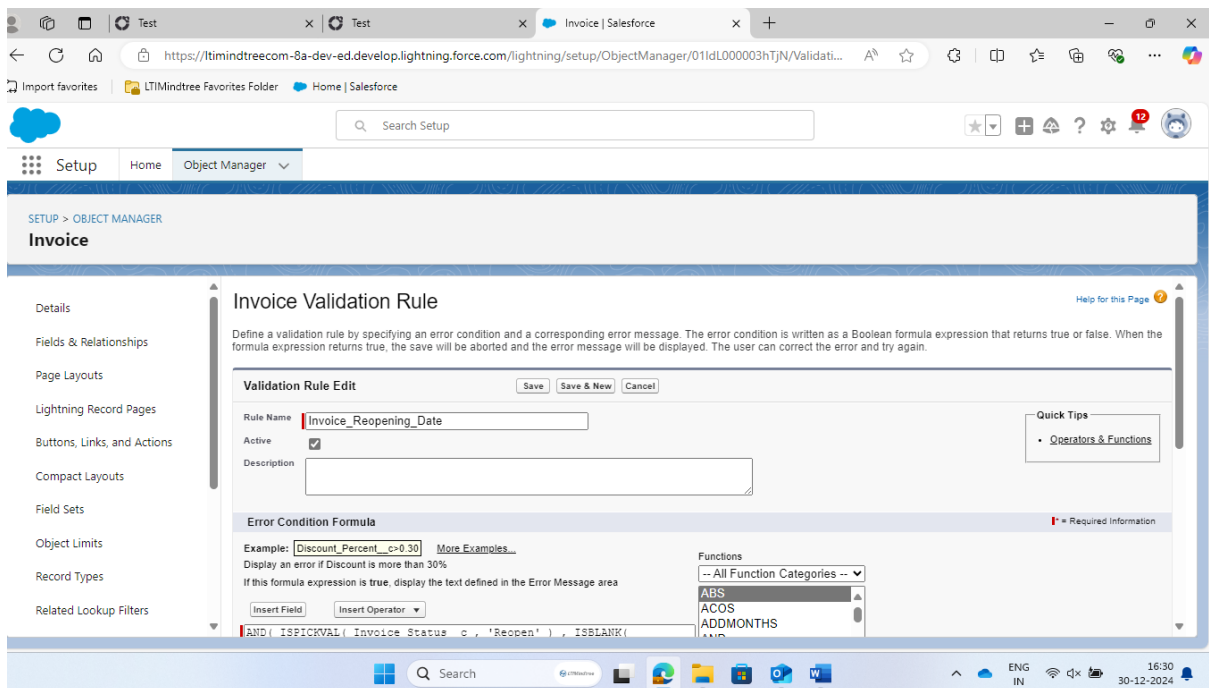 Test
Test
Invoice | Salesforce
https://ltimindtreecom-8a-dev-ed.develop.lightning.force.com/lightning/setup/ObjectManager/01IdL000003hTjN/Validati...
Import favorites
LTIMindtree Favorites Folder
Home | Salesforce
Search Setup
12
Setup
Home
Object Manager
SETUP > OBJECT MANAGER
Invoice
Details
Fields & Relationships
Page Layouts
Lightning Record Pages
Buttons, Links, and Actions
Compact Layouts
Field Sets
Object Limits
Record Types
Related Lookup Filters
Invoice Validation Rule
Help for this Page
Define a validation rule by specifying an error condition and a corresponding error message. The error condition is written as a Boolean formula expression that returns true or false. When the
formula expression returns true, the save will be aborted and the error message will be displayed. The user can correct the error and try again.
Validation Rule Edit
Save
Save & New
Cancel
Rule Name
Invoice_Reopening_Date
Active
Description
Quick Tips
• Operators & Functions
Error Condition Formula
* = Required Information
Example: Discount_Percent__c>0.30 More Examples...
Display an error if Discount is more than 30%
If this formula expression is true, display the text defined in the Error Message area
Insert Field
Insert Operator
AND( ISPICKVAL( Invoice_Status__c , 'Reopen' ) , ISBLANK(
Functions
-- All Function Categories --
ABS
ACOS
ADDMONTHS
AND
Search
LTIMindtree
ENG
IN
16:30
30-12-2024